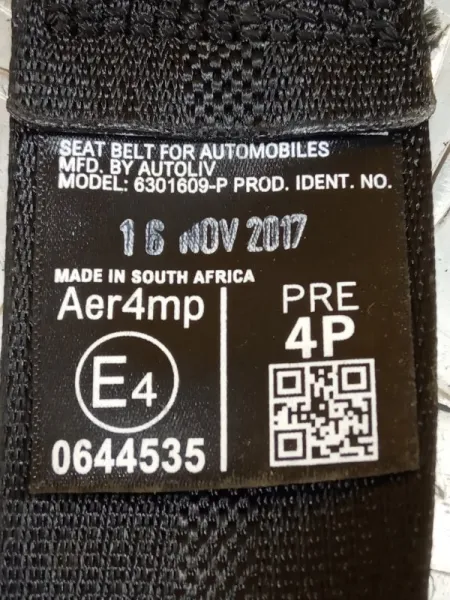 SEAT BELT FOR AUTOMOBILES
MFD. BY AUTOLIV
MODEL: 6301609-P PROD. IDENT. NO.
16 NOV 2017
MADE IN SOUTH AFRICA
Aer4mp
E4
0644535
PRE
4P